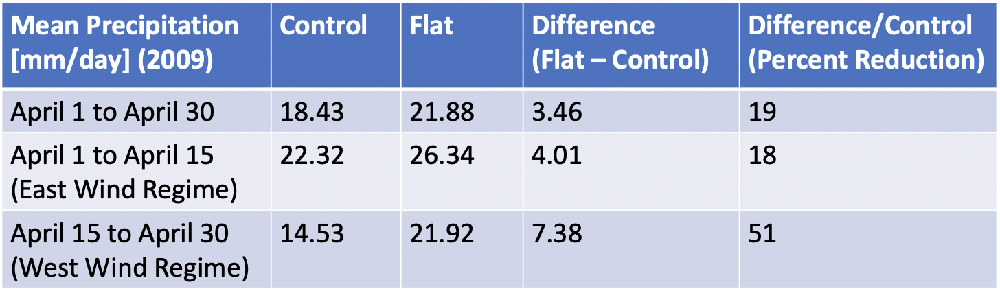 Mean Precipitation Control Flat Difference Difference/Control
[mm/day] (2009) (Flat – Control) (Percent Reduction)
April 1 to April 30 18.43 21.88 3.46 19
April 1 to April 15 22.32 26.34 4.01 18
(East Wind Regime)
April 15 to April 30 14.53 21.92 7.38 51
(West Wind Regime)